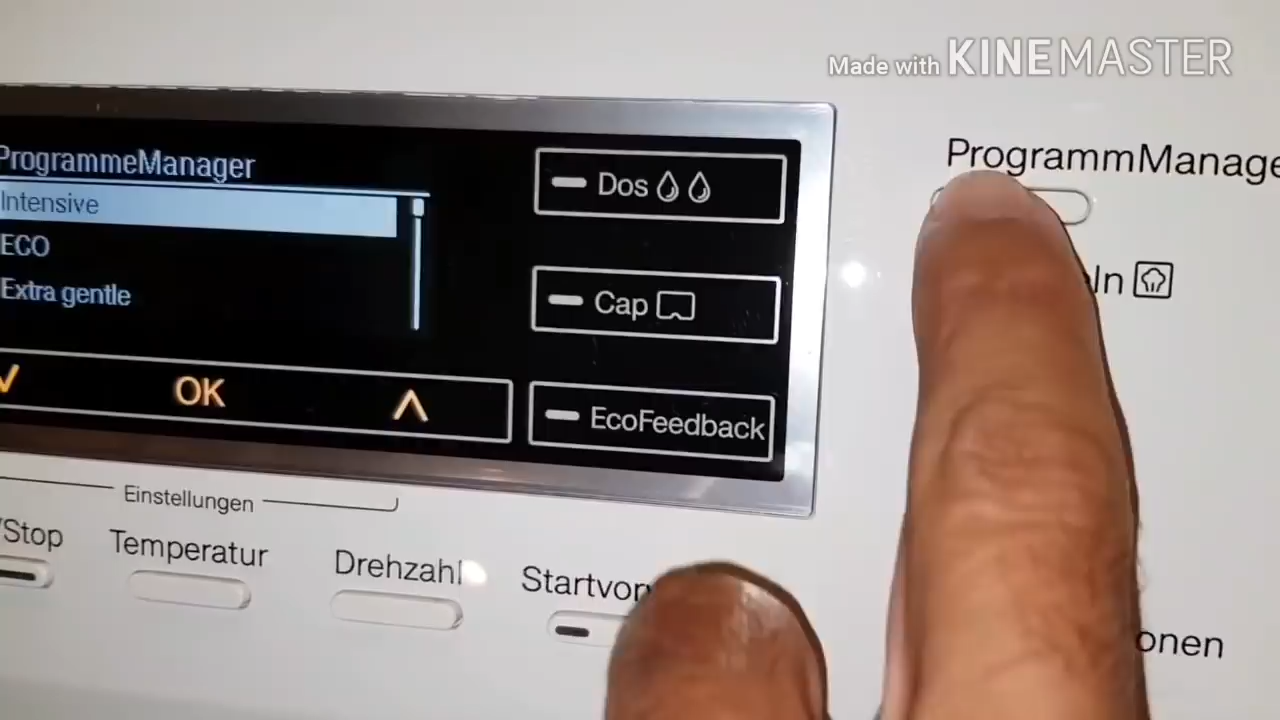 Made with KINEMASTER
ProgrammeManager
Intensive
ECO
Extra gentle
OK
Dos
Cap
EcoFeedback
ProgrammManage
ln
Einstellungen
/Stop
Temperatur
Drehzahl
Startvor
onen